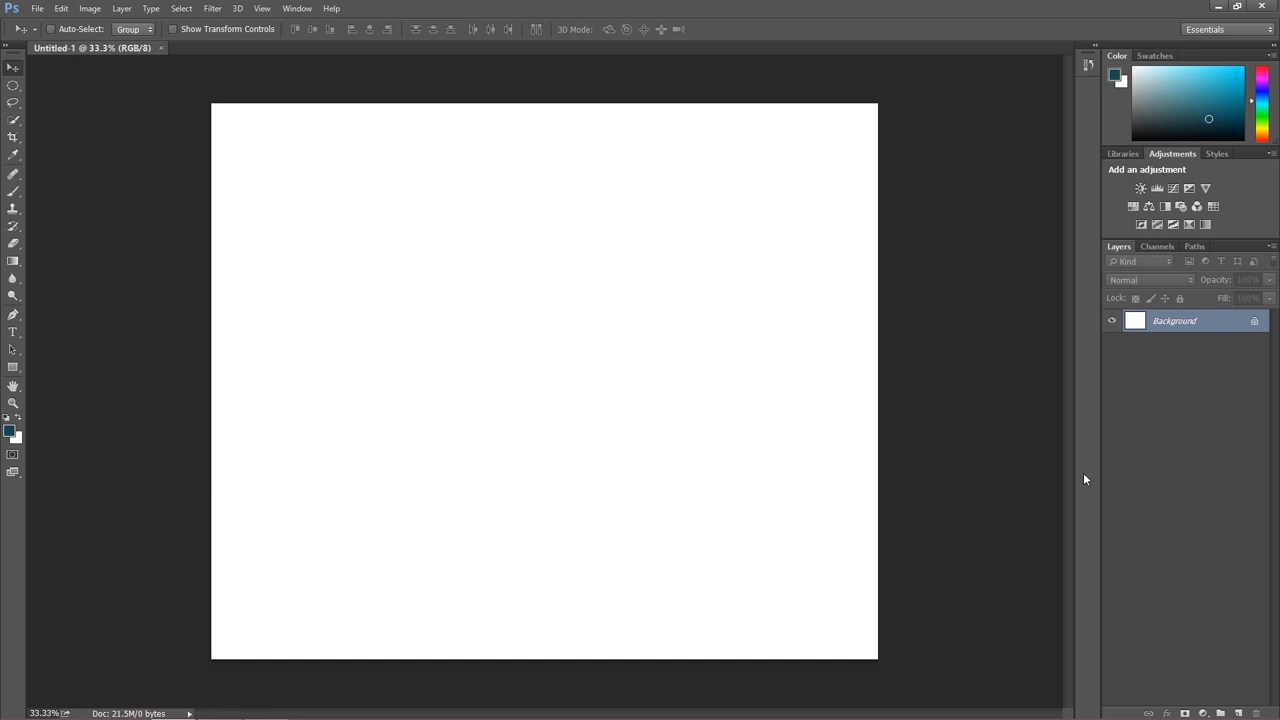 Ps File Edit Image Layer Type Select Filter 3D View Window Help
Auto-Select: Group Show Transform Controls 3D Mode: Essentials
Untitled-1 @ 33.3% (RGB/8) ×
Color Swatches
Libraries Adjustments Styles
Add an adjustment
Layers Channels Paths
Kind
Normal Opacity: 100%
Lock: Fill: 100%
Background
33.33% Doc: 21.5M/0 bytes